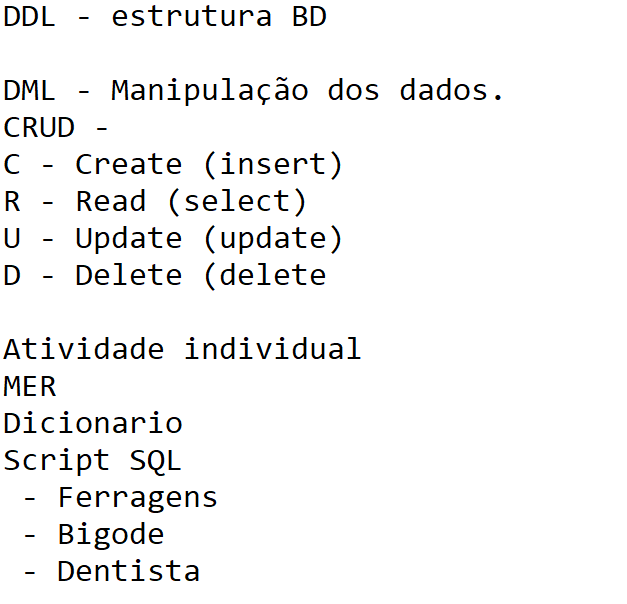 DDL - estrutura BD
DML - Manipulação dos dados.
CRUD -
C - Create (insert)
R - Read (select)
U - Update (update)
D - Delete (delete
Atividade individual
MER
Dicionario
Script SQL
- Ferragens
- Bigode
- Dentista